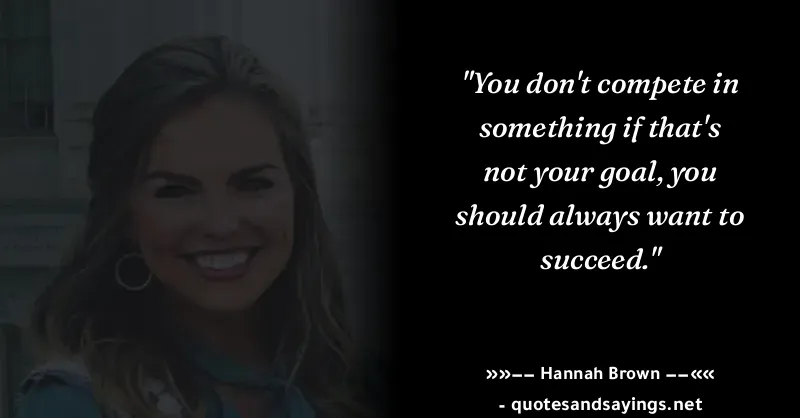 "You don't compete in
something if that's
not your goal, you
should always want to
succeed."
»»−− Hannah Brown −−««
- quotesandsayings.net